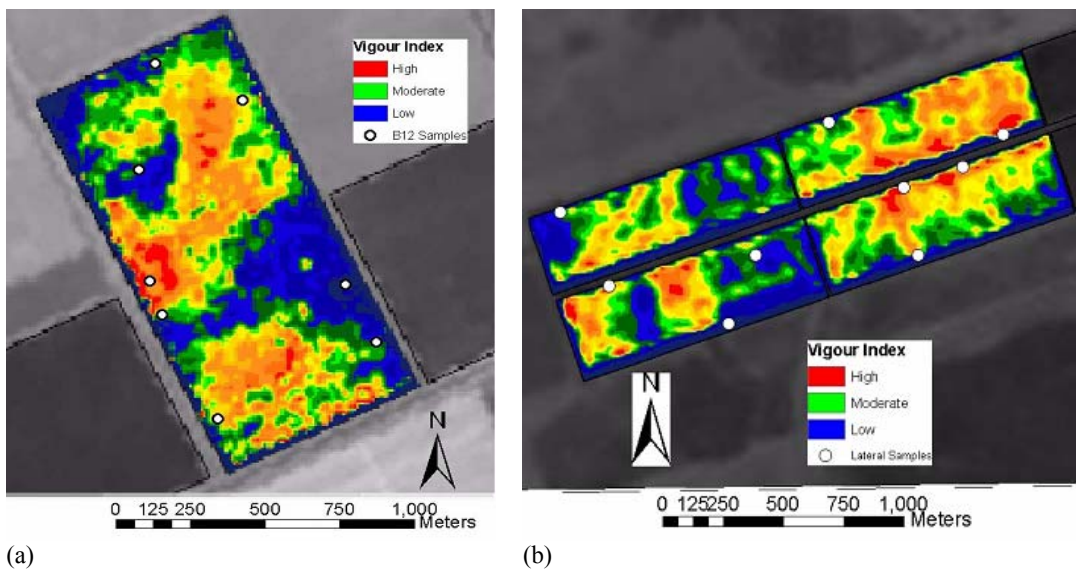 Vigour Index
High
Moderate
Low
B12 Samples
N
0 125 250 500 750 1,000
Meters
(a)
Vigour Index
High
Moderate
Low
Lateral Samples
N
0 125250 500 750 1,000
Meters
(b)